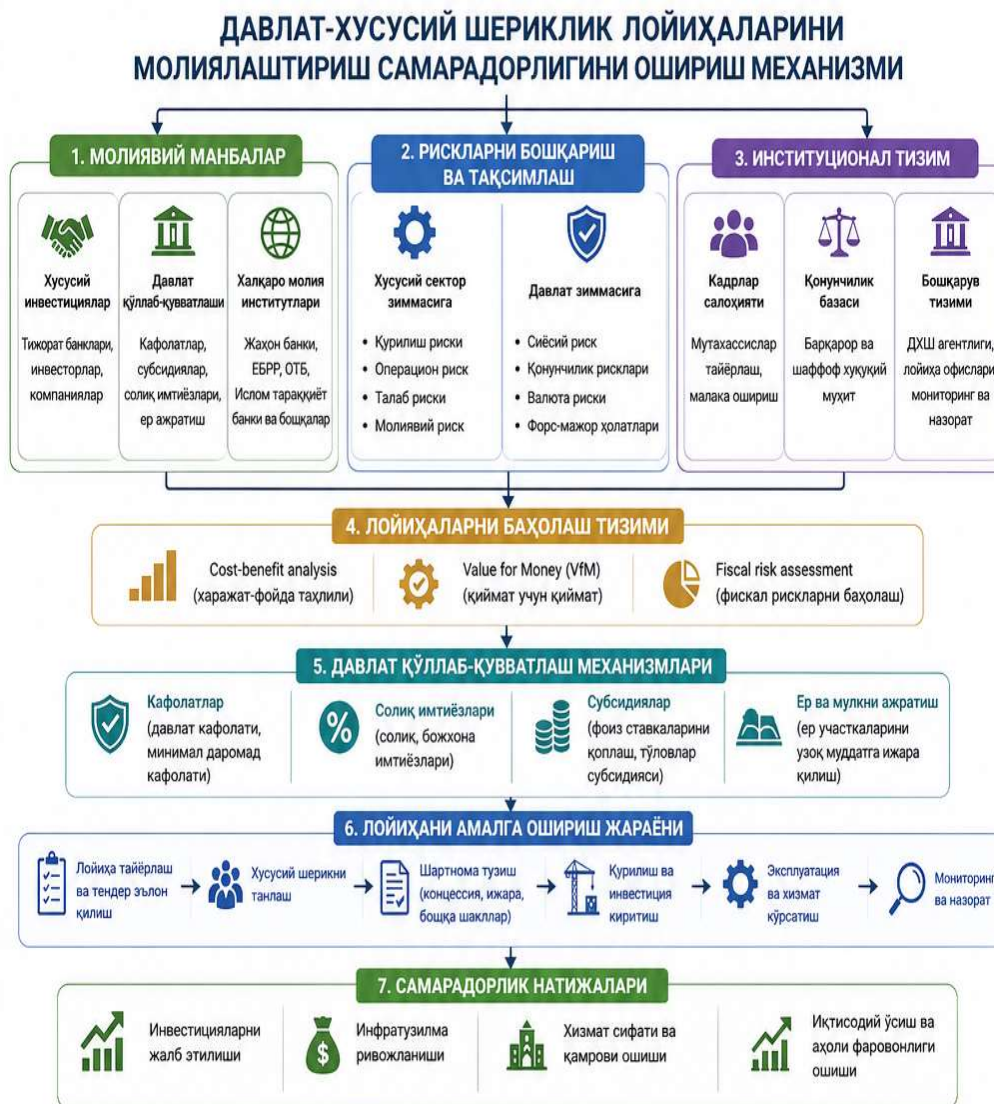 ДАВЛАТ-ХУСУСИЙ ШЕРИКЛИК ЛОЙИҲАЛАРИНИ
МОЛИЯЛАШТИРИШ САМАРАДОРЛИГИНИ ОШИРИШ МЕХАНИЗМИ
1. МОЛИЯВИЙ МАНБАЛАР
Хусусий
инвестициялар
Тижорат банклари,
инвесторлар,
компаниялар
Давлат
қўллаб-қувватлаши
Кафолатлар,
субсидиялар,
солиқ имтиёзлари,
ер ажратиш
Халқаро молия
институтлари
Жаҳон банки,
ЕБРР, ОТБ,
Ислом тараққиёт
банки ва бошқалар
2. РИСКЛАРНИ БОШҚАРИШ
ВА ТАҚСИМЛАШ
Хусусий сектор
зиммасига
• Қурилиш риски
• Операцион риск
• Талаб риски
• Молиявий риск
Давлат зиммасига
• Сиёсий риск
• Қонунчилик рисклари
• Валюта риски
• Форс-мажор ҳолатлари
3. ИНСТИТУЦИОНАЛ ТИЗИМ
Кадрлар
салоҳияти
Мутахассислар
тайёрлаш,
малака ошириш
Қонунчилик
базаси
Барқарор ва
шаффоф ҳуқуқий
муҳит
Бошқарув
тизими
ДХШ агентлиги,
лойиҳа офислари
мониторинг ва
назорат
4. ЛОЙИҲАЛАРНИ БАҲОЛАШ ТИЗИМИ
Cost-benefit analysis
(харажат-фойда таҳлили)
Value for Money (VfM)
(қиймат учун қиймат)
Fiscal risk assessment
(фискал рискларни баҳолаш)
5. ДАВЛАТ ҚЎЛЛАБ-ҚУВВАТЛАШ МЕХАНИЗМЛАРИ
Кафолатлар
(давлат кафолати,
минимал даромад
кафолати)
%
Солиқ имтиёзлари
(солиқ, божхона
имтиёзлари)
Субсидиялар
(фоиз ставкаларини
қоплаш, тўловлар
субсидияси)
Ер ва мулкни ажратиш
(ер участкаларини
узоқ муддатга ижара
қилиш)
6. ЛОЙИҲАНИ АМАЛГА ОШИРИШ ЖАРАЁНИ
Лойиҳа тайёрлаш
ва тендер эълон
қилиш
Хусусий шерикни
танлаш
Шартнома тузиш
(концессия, ижара,
бошқа шакллар)
Қурилиш ва
инвестиция
киритиш
Эксплуатация
ва хизмат
кўрсатиш
Мониторинг
ва назорат
7. САМАРАДОРЛИК НАТИЖАЛАРИ
Инвестицияларни
жалб этилиши
$
Инфратузилма
ривожланиши
Хизмат сифати ва
қамрови ошиши
Иқтисодий ўсиш ва
аҳоли фаровонлиги
ошиши